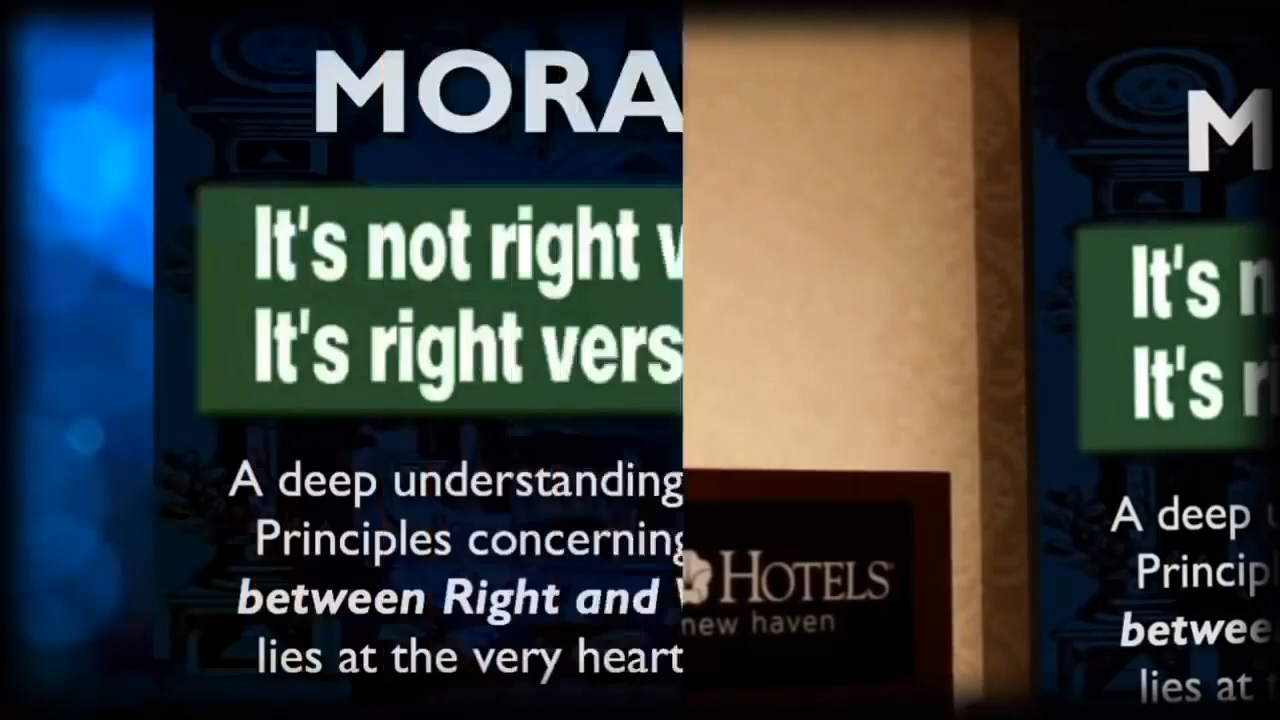 MORA
It's not right v
It's right vers
A deep understanding
Principles concerning
between Right and
lies at the very heart
HOTELS
new haven
M
It's n
It's ri
A deep
Princip
betwee
lies at